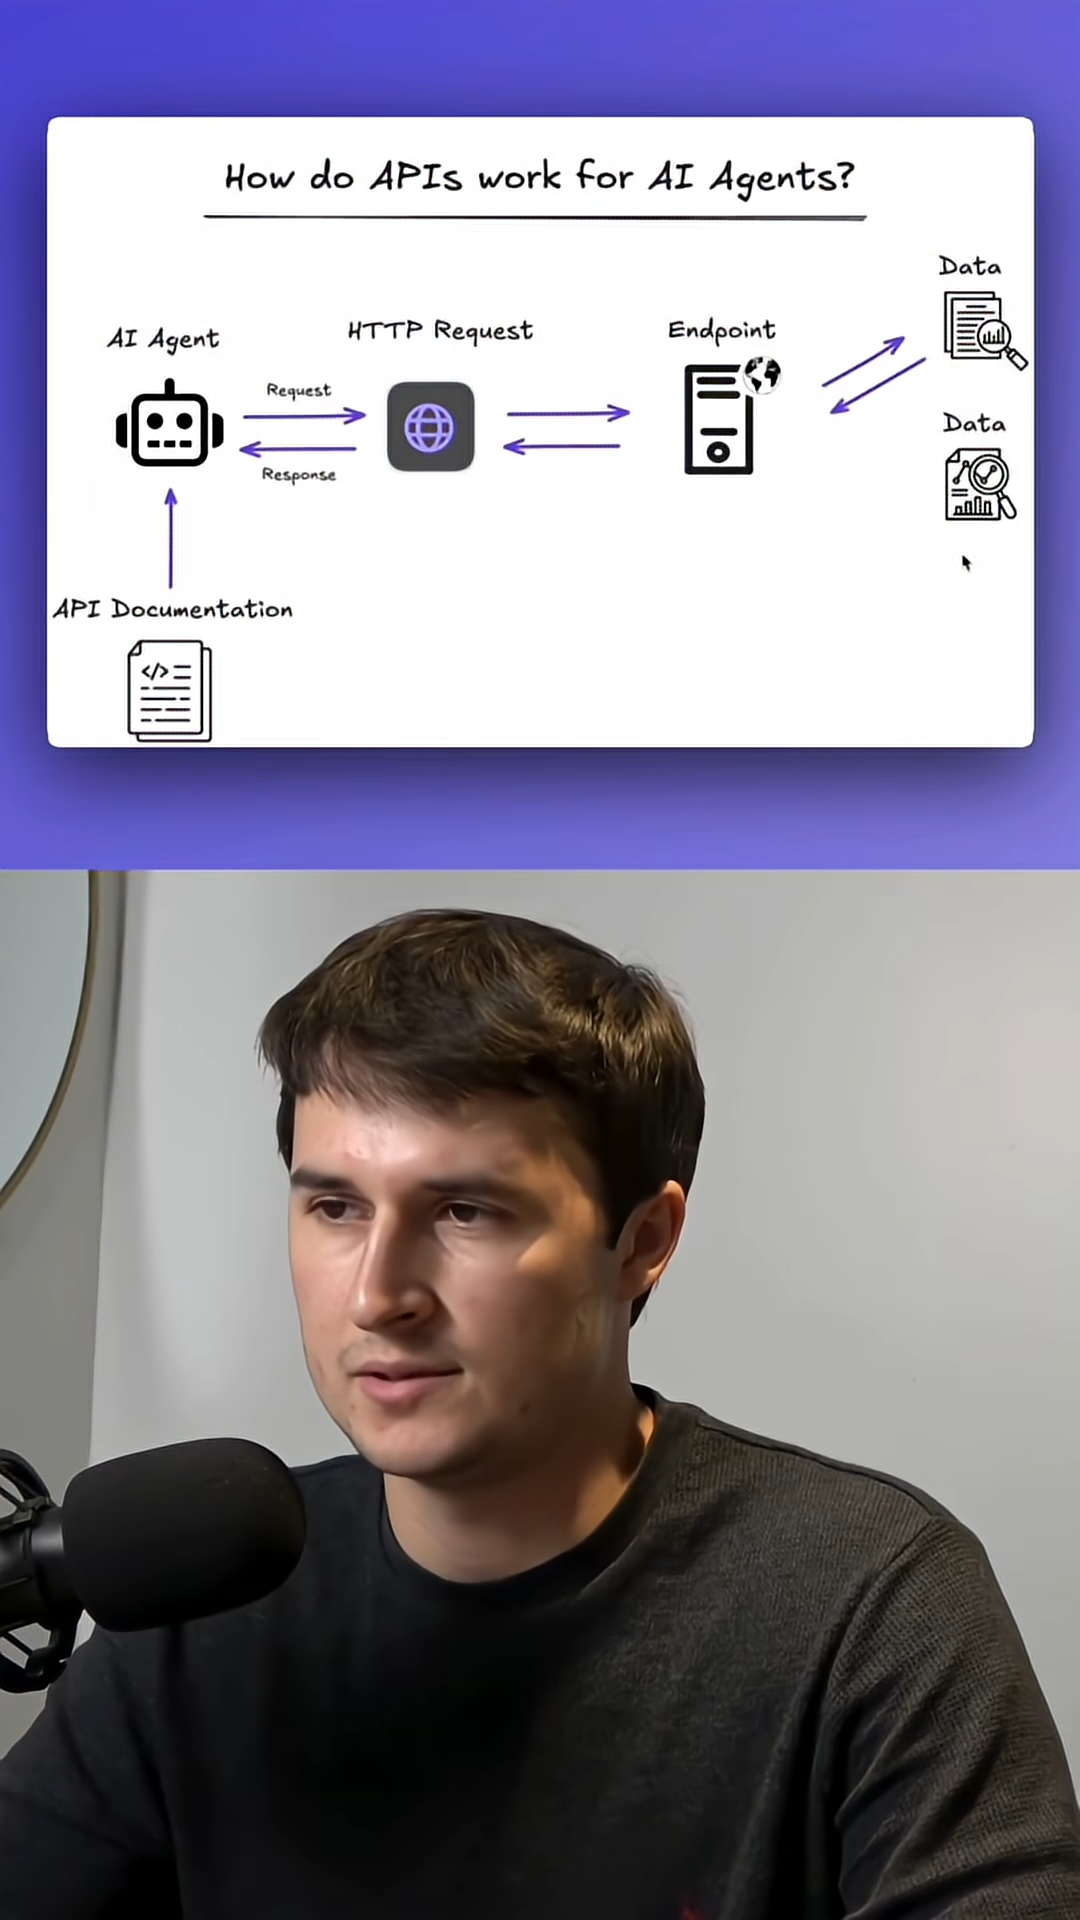 How do APIs work for AI Agents?
Data
AI Agent
HTTP Request
Endpoint
Request
Response
Data
API Documentation
</>